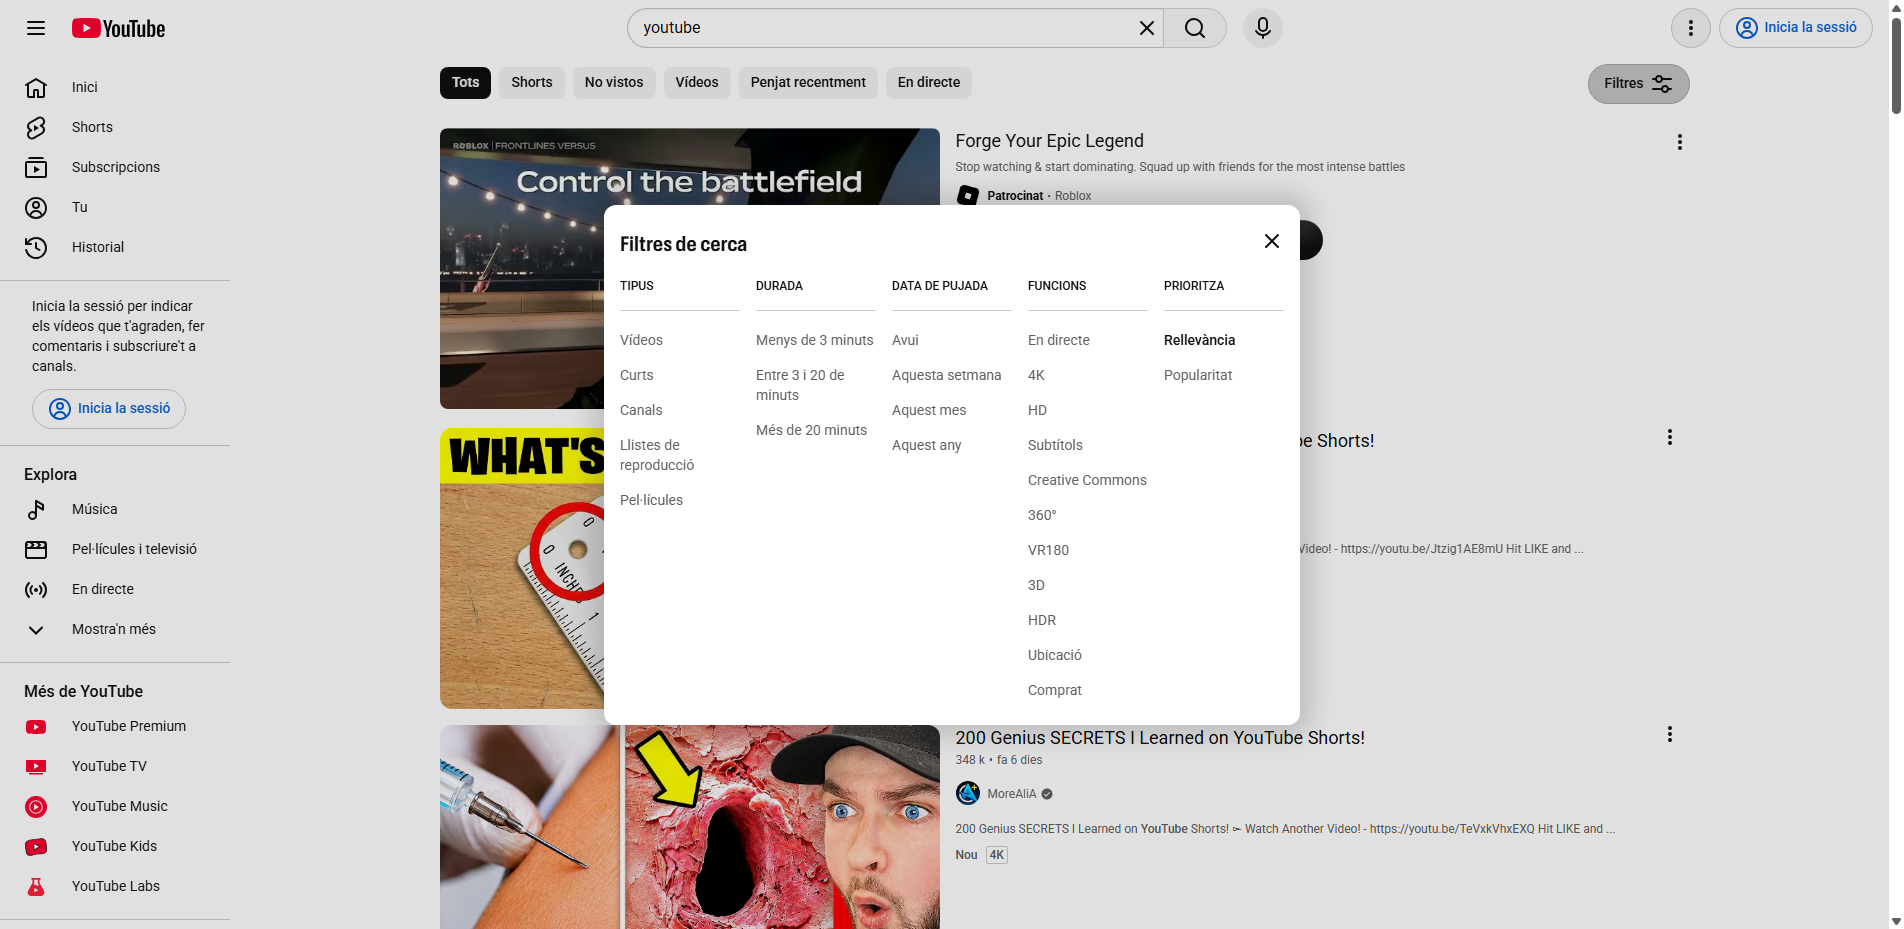 YouTube
youtube
Inicia la sessió
Inici
Shorts
Subscripcions
Tu
Historial
Inicia la sessió per indicar
els vídeos que t'agraden, fer
comentaris i subscriure't a
canals.
Inicia la sessió
Explora
Música
Pel·lícules i televisió
En directe
Mostra'n més
Més de YouTube
YouTube Premium
YouTube TV
YouTube Music
YouTube Kids
YouTube Labs
Tots
Shorts
No vistos
Vídeos
Penjat recentment
En directe
Filtres
ROBLOX | FRONTLINES VERSUS
Control the battlefield
Forge Your Epic Legend
Stop watching & start dominating. Squad up with friends for the most intense battles
Patrocinat · Roblox
Filtres de cerca
TIPUS
Vídeos
Curts
Canals
Llistes de
reproducció
Pel·lícules
DURADA
Menys de 3 minuts
Entre 3 i 20 de
minuts
Més de 20 minuts
DATA DE PUJADA
Avui
Aquesta setmana
Aquest mes
Aquest any
FUNCIONS
En directe
4K
HD
Subtítols
Creative Commons
360°
VR180
3D
HDR
Ubicació
Comprat
PRIORITZA
Rellevància
Popularitat
WHAT'S
0
0
1
Shorts!
Video! - https://youtu.be/Jtzig1AE8mU Hit LIKE and ...
200 Genius SECRETS I Learned on YouTube Shorts!
348 k • fa 6 dies
MoreAliA
200 Genius SECRETS I Learned on YouTube Shorts! ➛ Watch Another Video! - https://youtu.be/TeVxkVhxEXQ Hit LIKE and ...
Nou 4K